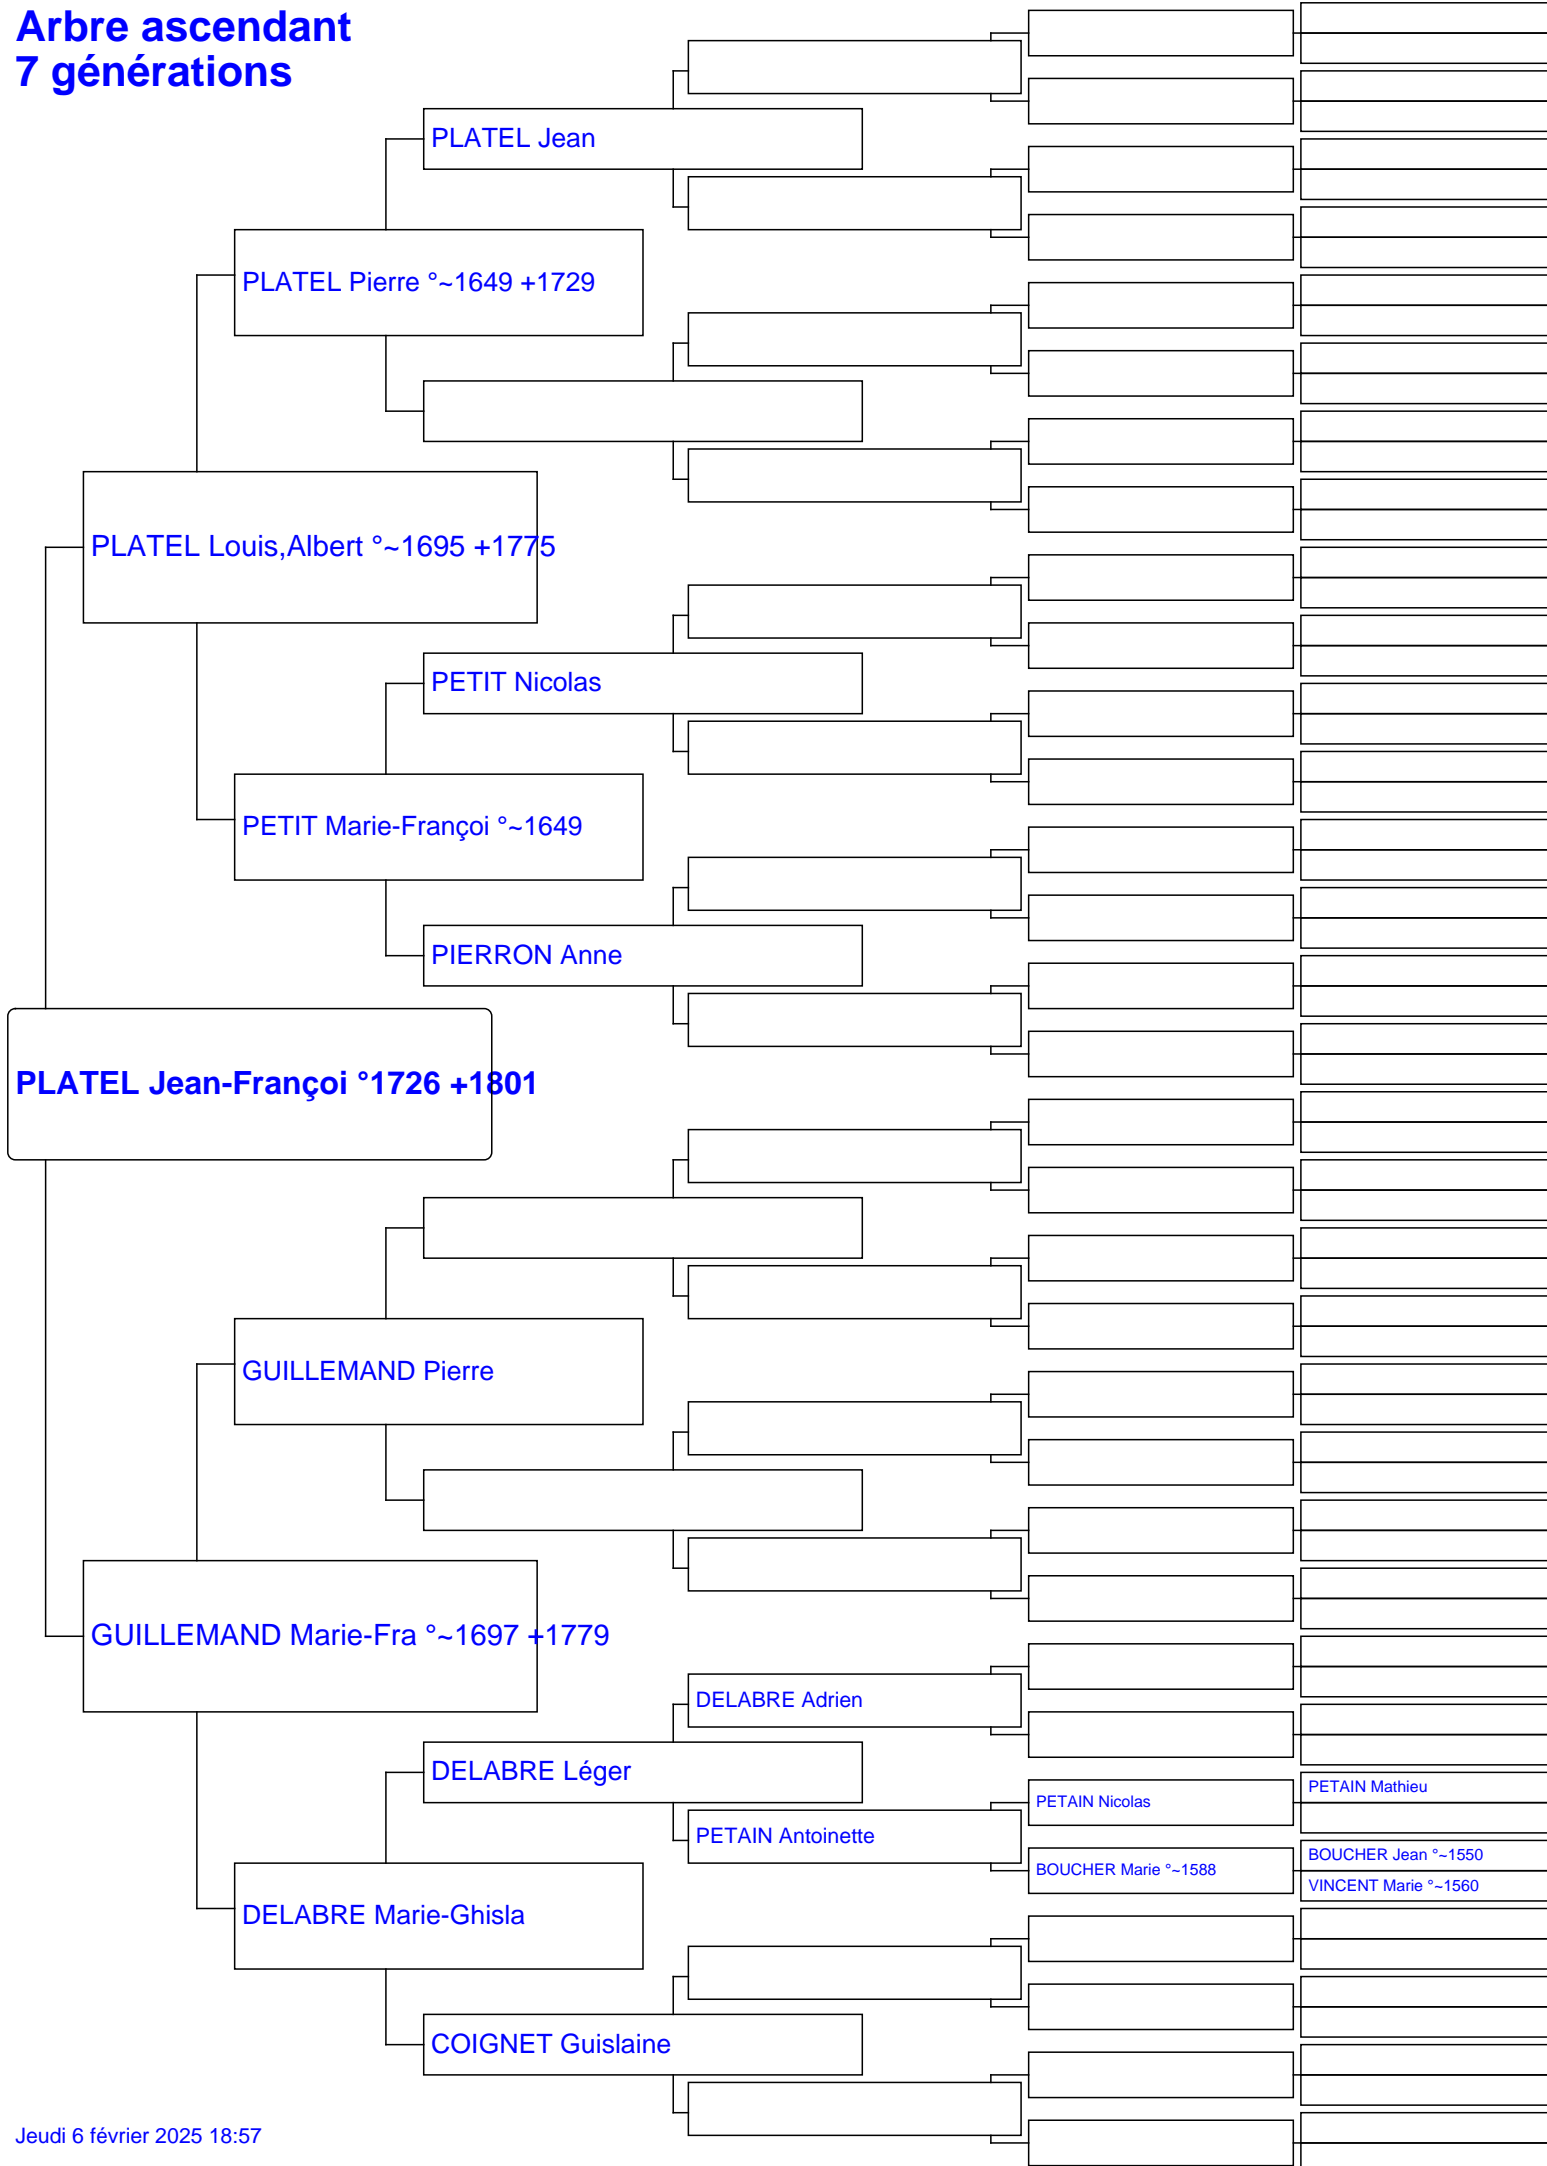 Arbre ascendant
7 générations
PLATEL Jean
PLATEL Pierre °~1649 +1729
PLATEL Louis,Albert °~1695 +1775
PETIT Nicolas
PETIT Marie-Françoi °~1649
PIERRON Anne
PLATEL Jean-Françoi °1726 +1801
GUILLEMAND Pierre
GUILLEMAND Marie-Fra °~1697 +1779
DELABRE Adrien
DELABRE Léger
PETAIN Mathieu
PETAIN Nicolas
PETAIN Antoinette
BOUCHER Jean °~1550
BOUCHER Marie °~1588
VINCENT Marie °~1560
DELABRE Marie-Ghisla
COIGNET Guislaine
Jeudi 6 février 2025 18:57